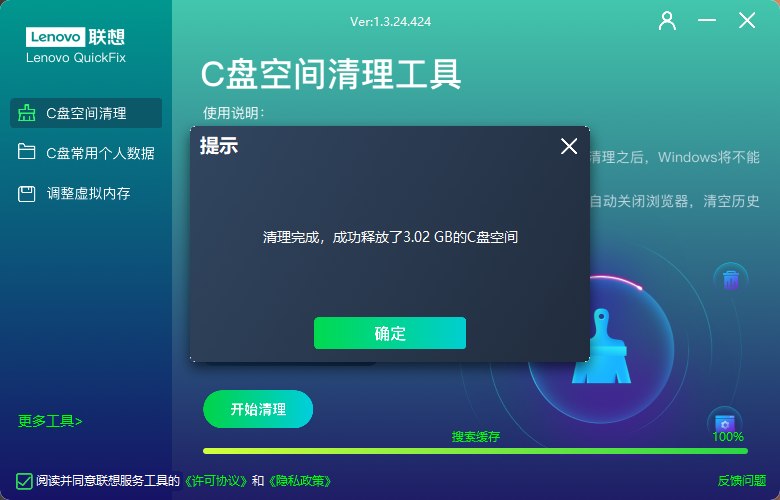 Ver:1.3.24.424
Lenovo 联想
Lenovo QuickFix
C盘空间清理
C盘常用个人数据
调整虚拟内存
更多工具>
C盘空间清理工具
使用说明：
清理之后，Windows将不能
自动关闭浏览器，清空历史
提示
清理完成，成功释放了3.02 GB的C盘空间
确定
开始清理
搜索缓存
100%
阅读并同意联想服务工具的《许可协议》和《隐私政策》
反馈问题